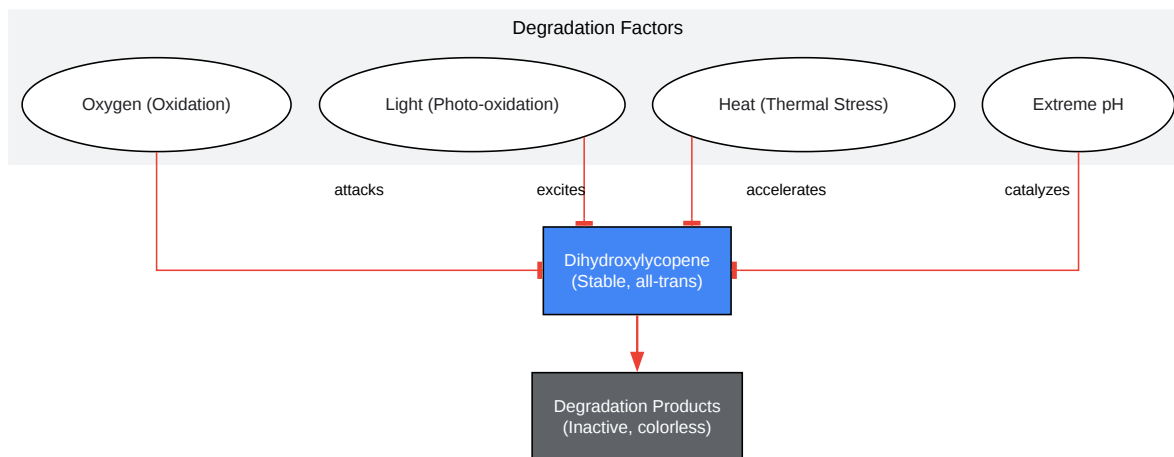 Degradation Factors
Oxygen (Oxidation)
Light (Photo-oxidation)
Heat (Thermal Stress)
Extreme pH
attacks
excites
accelerates
catalyzes
Dihydroxylycopene
(Stable, all-trans)
Degradation Products
(Inactive, colorless)